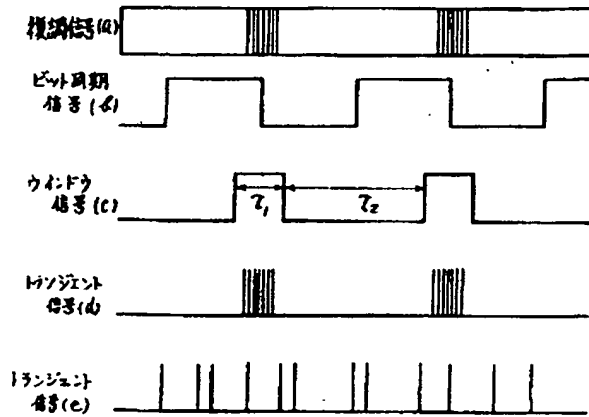 復調信号(a)
ビット同期
信号(b)
ウインドウ
信号(c)
τ1
τ2
トランジェント
信号(d)
トランジェント
信号(e)